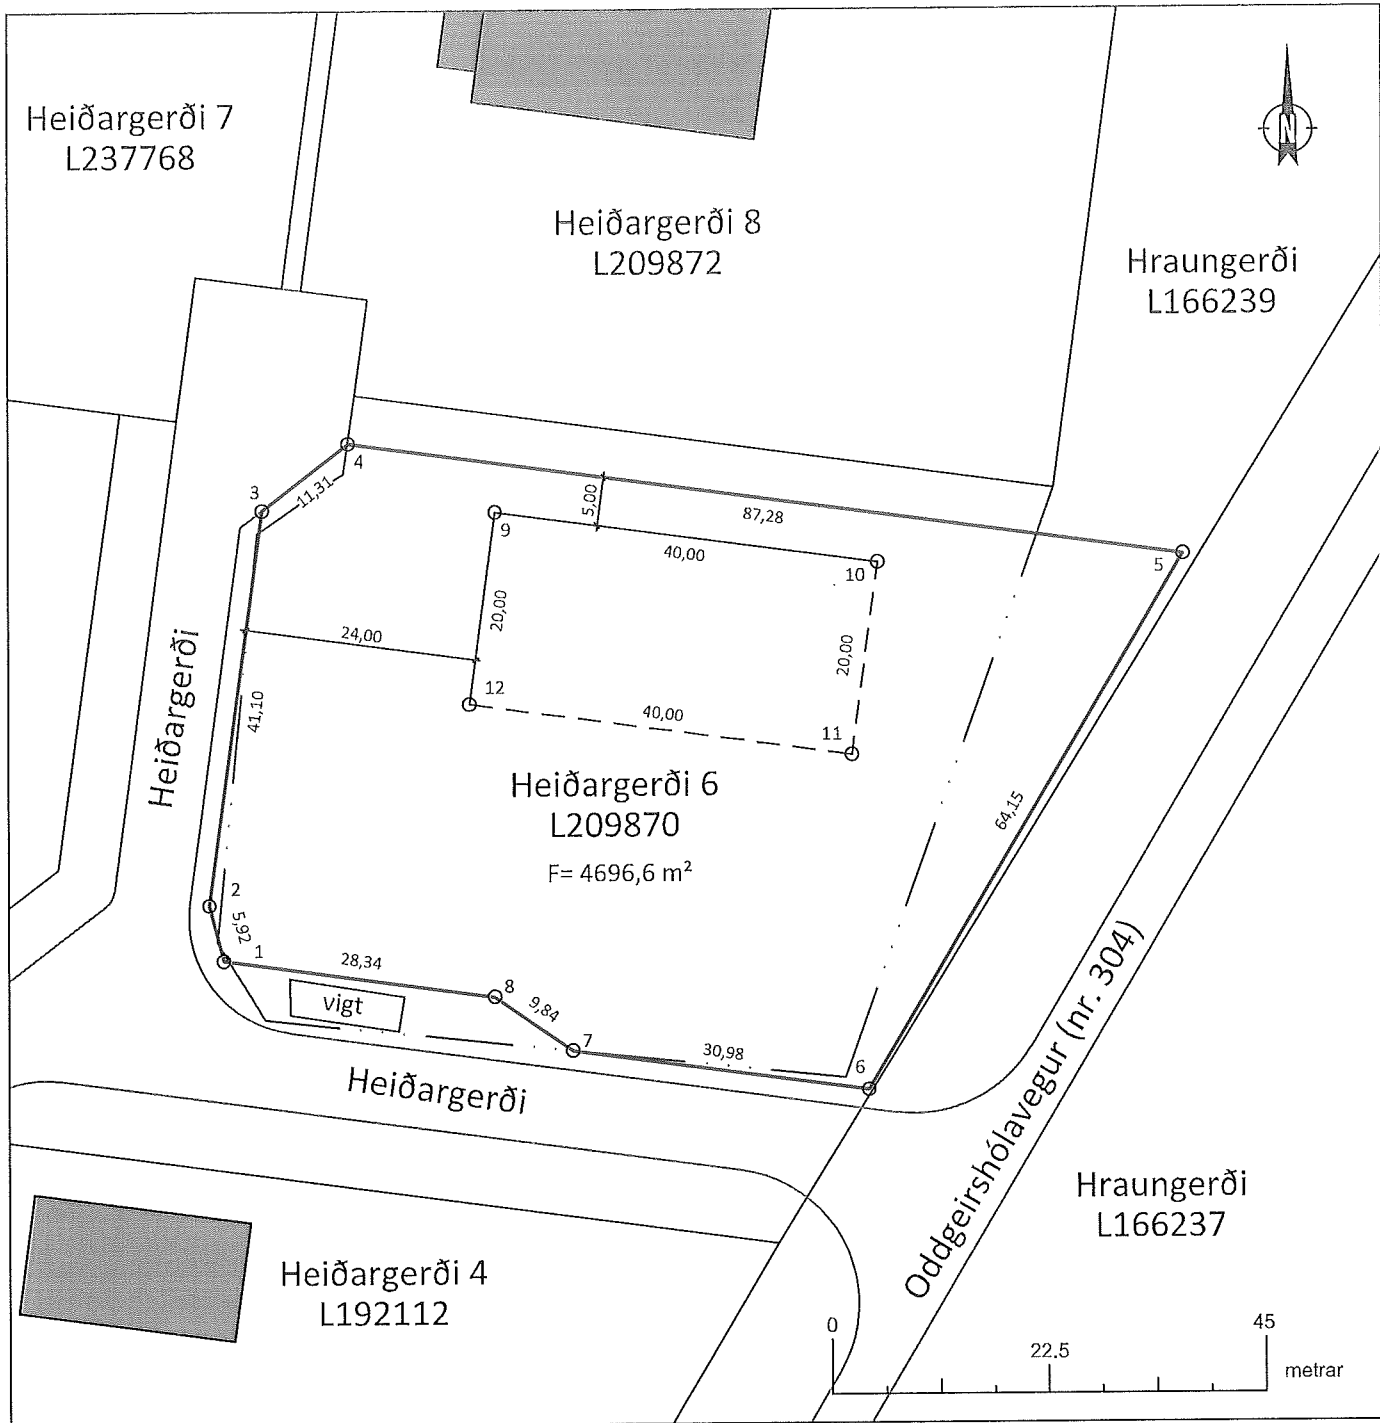 Heiðargerði 7
L237768
Heiðargerði 8
L209872
Hraungerði
L166239
N
4
3
11,31
5,00
87,28
9
40,00
10
5
20,00
24,00
20,00
12
40,00
11
41,10
Heiðargerði
Heiðargerði 6
L209870
F= 4696,6 m²
64,15
2
5,92
1
28,34
8
9,84
vigt
7
30,98
6
Heiðargerði
Oddgeirshólavegur (nr. 304)
Hraungerði
L166237
Heiðargerði 4
L192112
0
22.5
45
metrar